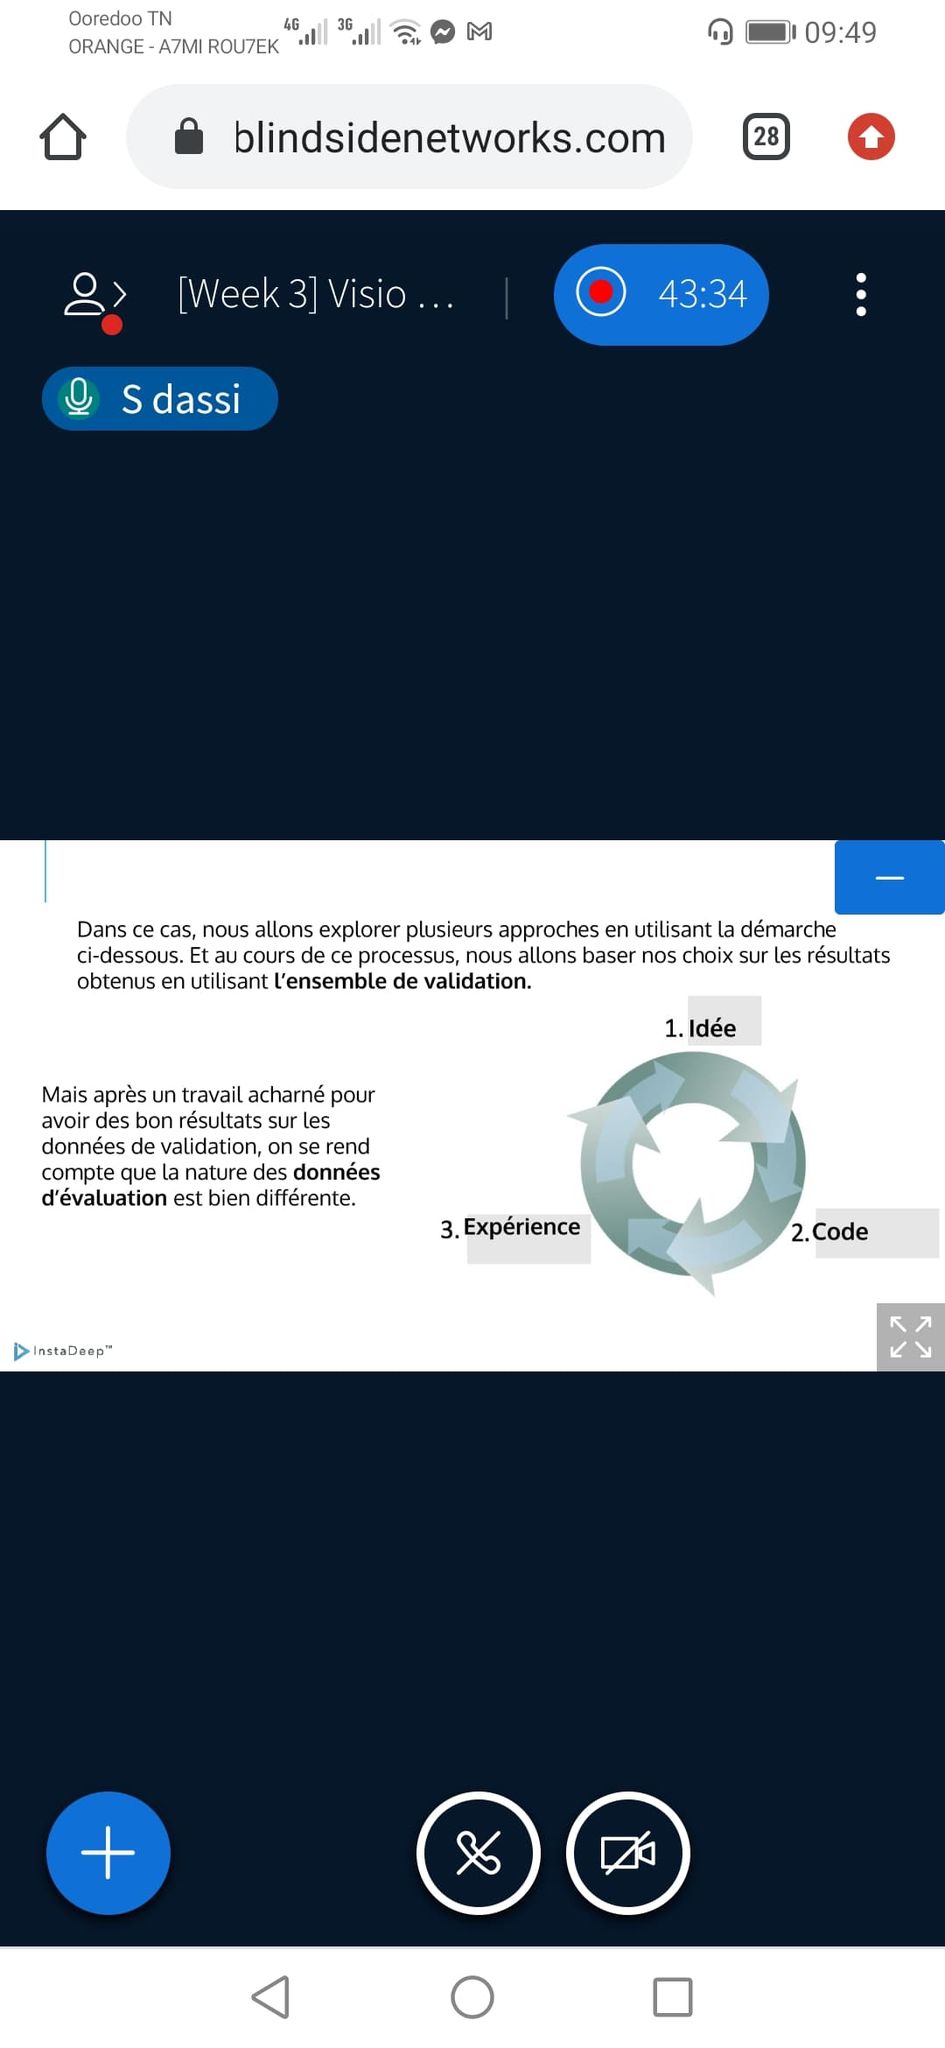 Ooredoo TN
ORANGE - A7MI ROU7EK
4G
3G
09:49
blindsidenetworks.com
28
[Week 3] Visio ...
43:34
S dassi
Dans ce cas, nous allons explorer plusieurs approches en utilisant la démarche
ci-dessous. Et au cours de ce processus, nous allons baser nos choix sur les résultats
obtenus en utilisant l'ensemble de validation.
1. Idée
Mais après un travail acharné pour
avoir des bon résultats sur les
données de validation, on se rend
compte que la nature des données
d'évaluation est bien différente.
3. Expérience
2. Code
InstaDeep™